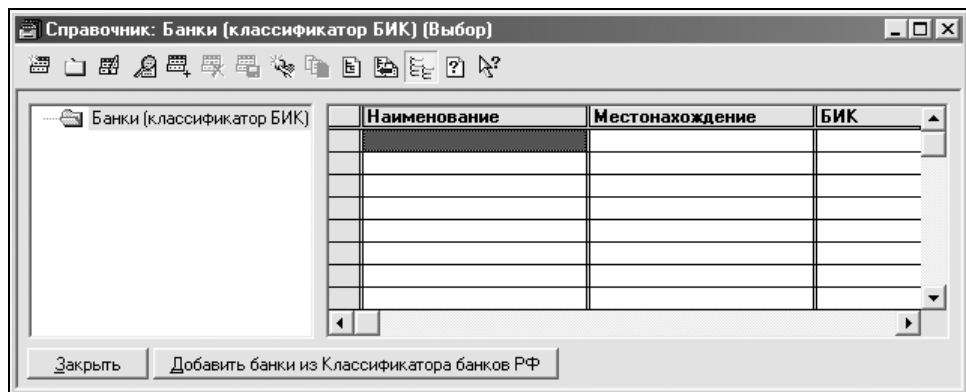 Справочник: Банки (классификатор БИК) (Выбор)
Банки (классификатор БИК)
Наименование Местонахождение БИК
Закрыть Добавить банки из Классификатора банков РФ